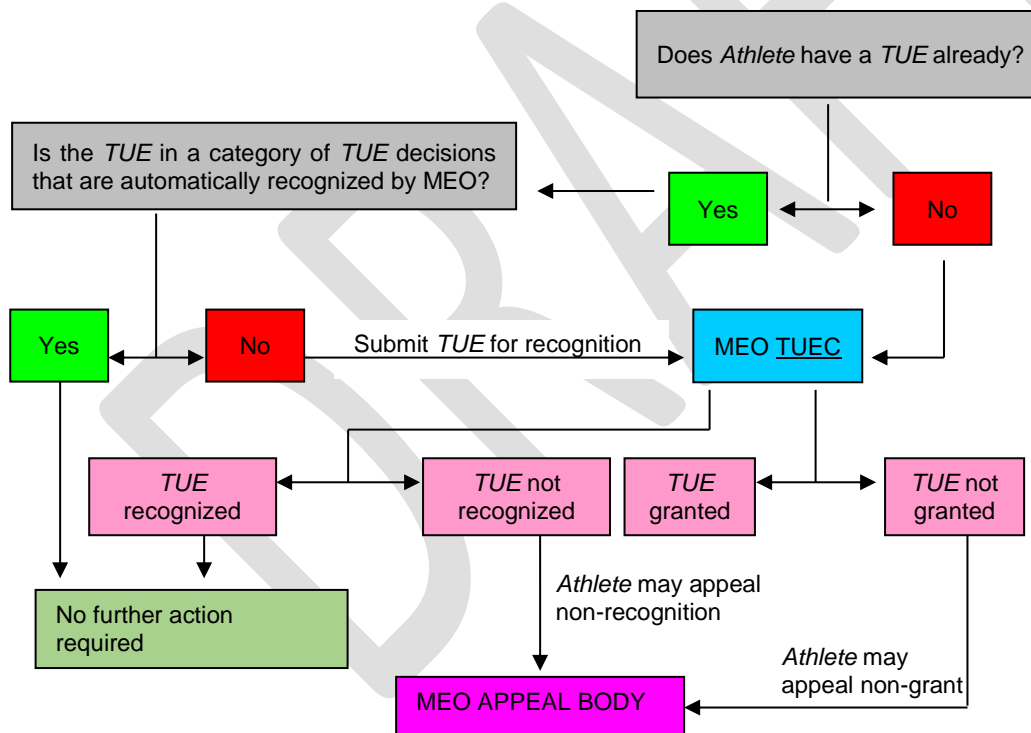 Does Athlete have a TUE already?
Is the TUE in a category of TUE decisions
that are automatically recognized by MEO?
Yes
No
Yes
No
Submit TUE for recognition
MEO TUEC
TUE
recognized
TUE not
recognized
TUE
granted
TUE not
granted
Athlete may appeal
non-recognition
No further action
required
Athlete may
appeal non-grant
MEO APPEAL BODY
DRA